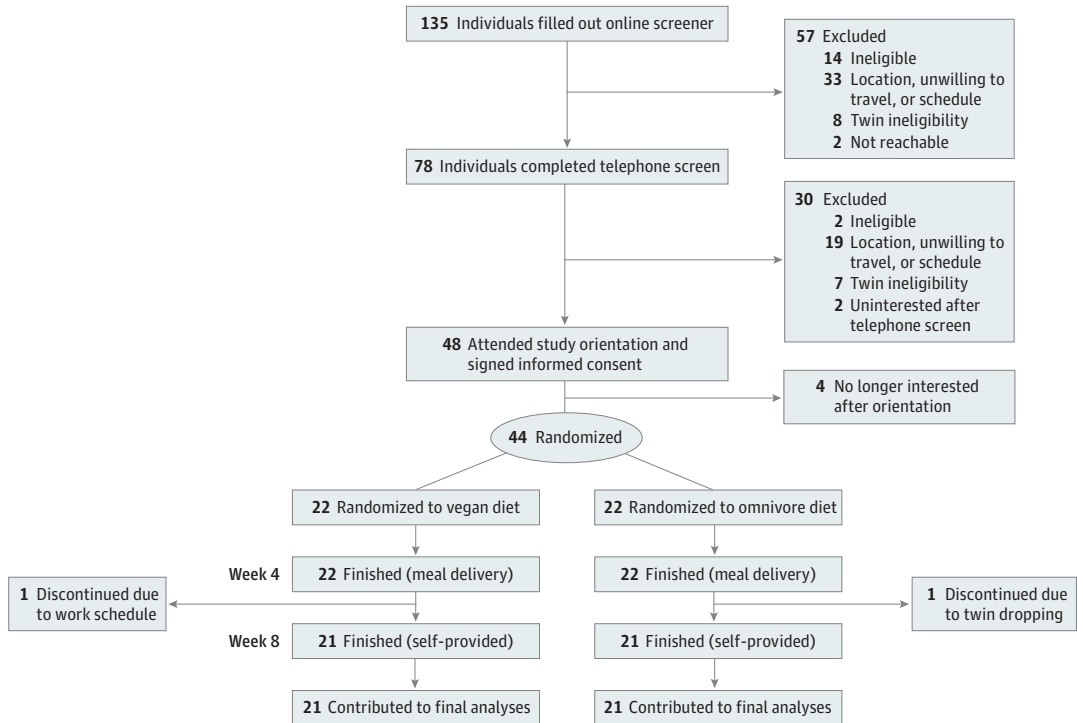 135 Individuals filled out online screener
57 Excluded
14 Ineligible
33 Location, unwilling to
travel, or schedule
8 Twin ineligibility
2 Not reachable
78 Individuals completed telephone screen
30 Excluded
2 Ineligible
19 Location, unwilling to
travel, or schedule
7 Twin ineligibility
2 Uninterested after
telephone screen
48 Attended study orientation and
signed informed consent
4 No longer interested
after orientation
44 Randomized
22 Randomized to vegan diet
22 Randomized to omnivore diet
Week 4
22 Finished (meal delivery)
22 Finished (meal delivery)
1 Discontinued due
to work schedule
1 Discontinued due
to twin dropping
Week 8
21 Finished (self-provided)
21 Finished (self-provided)
21 Contributed to final analyses
21 Contributed to final analyses